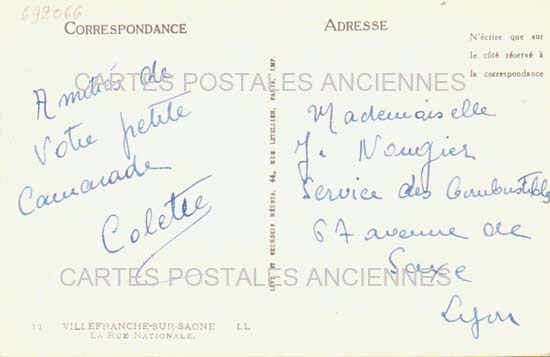 692066
CORRESPONDANCE
ADRESSE
N'écrire que sur
le côté réservé à
la correspondance
CARTES POSTALES ANCIENNES
Amitiés de
Votre petite
Camarade
Colette
LEVY ET NEURDEIN RÉUNIS, 44, RUE LETELLIER, PARIS, IMP.
Mademoiselle
J. Nougier
Service des Combustibles
67 avenue de
Saxe
Lyon
CARTES POSTALES ANCIENNES
77 VILLEFRANCHE-SUR-SAONE LL
LA RUE NATIONALE.